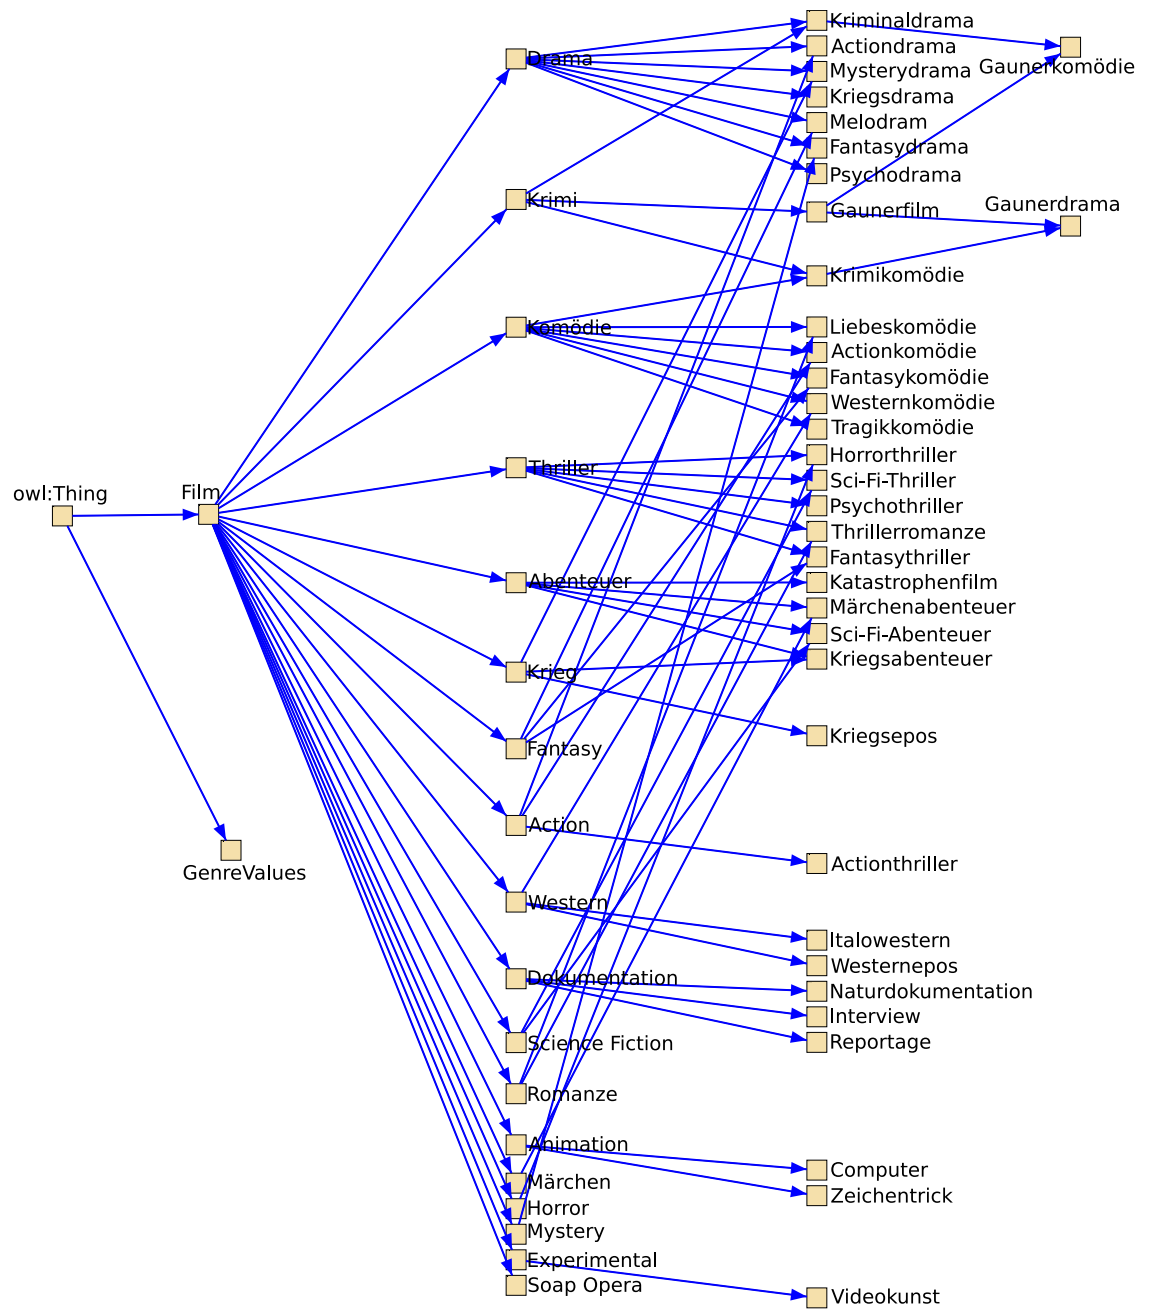 owl:Thing
Film
GenreValues
Drama
Krimi
Komödie
Thriller
Abenteuer
Krieg
Fantasy
Action
Western
Dokumentation
Science Fiction
Romanze
Animation
Märchen
Horror
Mystery
Experimental
Soap Opera
Kriminaldrama
Actiondrama
Mysterydrama
Kriegsdrama
Melodram
Fantasydrama
Psychodrama
Gaunerfilm
Krimikomödie
Liebeskomödie
Actionkomödie
Fantasykomödie
Westernkomödie
Tragikkomödie
Horrorthriller
Sci-Fi-Thriller
Psychothriller
Thrillerromanze
Fantasythriller
Katastrophenfilm
Märchenabenteuer
Sci-Fi-Abenteuer
Kriegsabenteuer
Kriegsepos
Actionthriller
Italowestern
Westernepos
Naturdokumentation
Interview
Reportage
Computer
Zeichentrick
Videokunst
Gaunerkomödie
Gaunerdrama